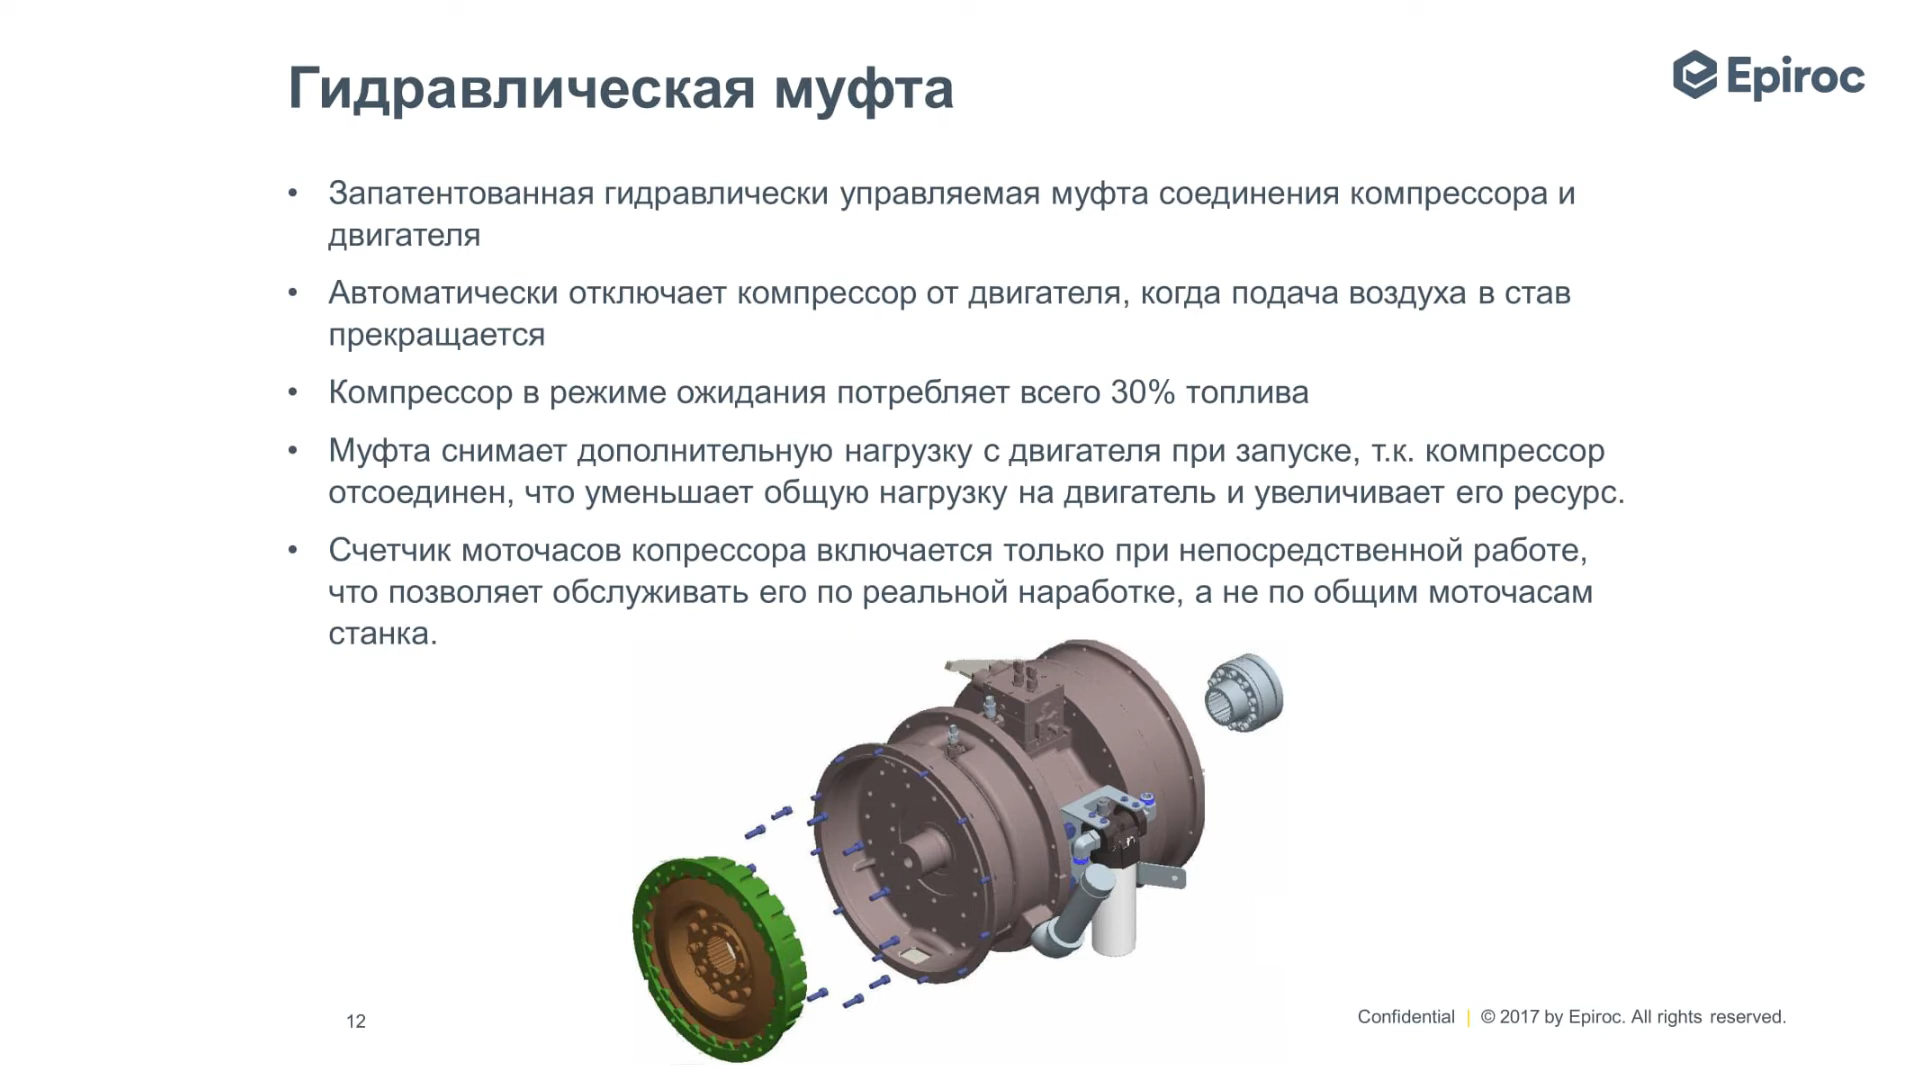 Гидравлическая муфта
Epiroc
• Запатентованная гидравлически управляемая муфта соединения компрессора и
двигателя
• Автоматически отключает компрессор от двигателя, когда подача воздуха в став
прекращается
• Компрессор в режиме ожидания потребляет всего 30% топлива
• Муфта снимает дополнительную нагрузку с двигателя при запуске, т.к. компрессор
отсоединен, что уменьшает общую нагрузку на двигатель и увеличивает его ресурс.
• Счетчик моточасов копрессора включается только при непосредственной работе,
что позволяет обслуживать его по реальной наработке, а не по общим моточасам
станка.
12
Confidential | © 2017 by Epiroc. All rights reserved.